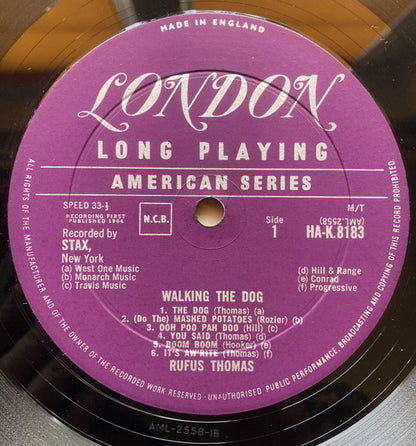 MADE IN ENGLAND
LONDON
LONG PLAYING
AMERICAN SERIES
SPEED 33-⅓
RECORDING FIRST
PUBLISHED 1964
N.C.B.
Side
1
M/T
(AML.2558)
HA-K.8183
Recorded by
STAX,
New York
(a) West One Music
(b) Monarch Music
(c) Travis Music
(d) Hill & Range
(e) Conrad
(f) Progressive
WALKING THE DOG
1. THE DOG (Thomas) (a)
2. (Do The) MASHED POTATOES (Rozier) (b)
3. OOH POO PAH DOO (Hill) (c)
4. YOU SAID (Thomas) (d)
5. BOOM BOOM (Hooker) (e)
6. IT'S AW'RITE (Thomas) (f)
RUFUS THOMAS
ALL RIGHTS OF THE MANUFACTURER AND OF THE OWNER OF THE RECORDED WORK RESERVED · UNAUTHORISED PUBLIC PERFORMANCE, BROADCASTING AND COPYING OF THIS RECORD PROHIBITED
AML-2558-1B